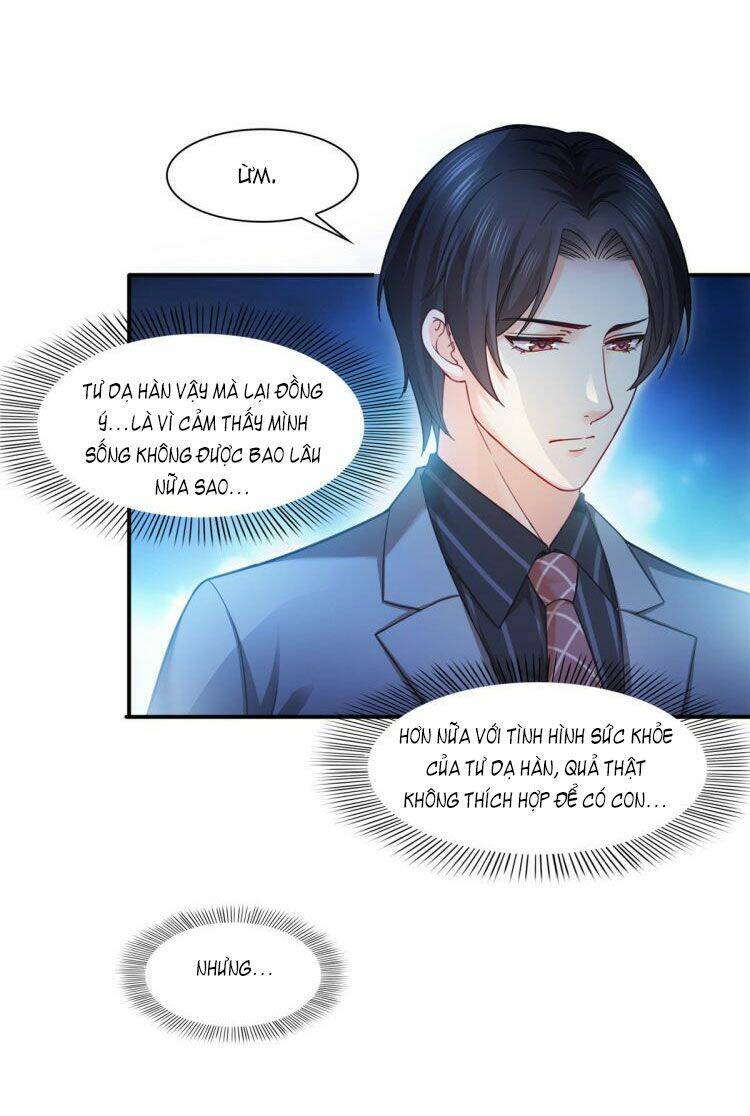 ỪM.
TƯ DẠ HÀN VẬY MÀ LẠI ĐỒNG
Ý...LÀ VÌ CẢM THẤY MÌNH
SỐNG KHÔNG ĐƯỢC BAO LÂU
NỮA SAO...
HƠN NỮA VỚI TÌNH HÌNH SỨC KHỎE
CỦA TƯ DẠ HÀN, QUẢ THẬT
KHÔNG THÍCH HỢP ĐỂ CÓ CON...
NHƯNG...